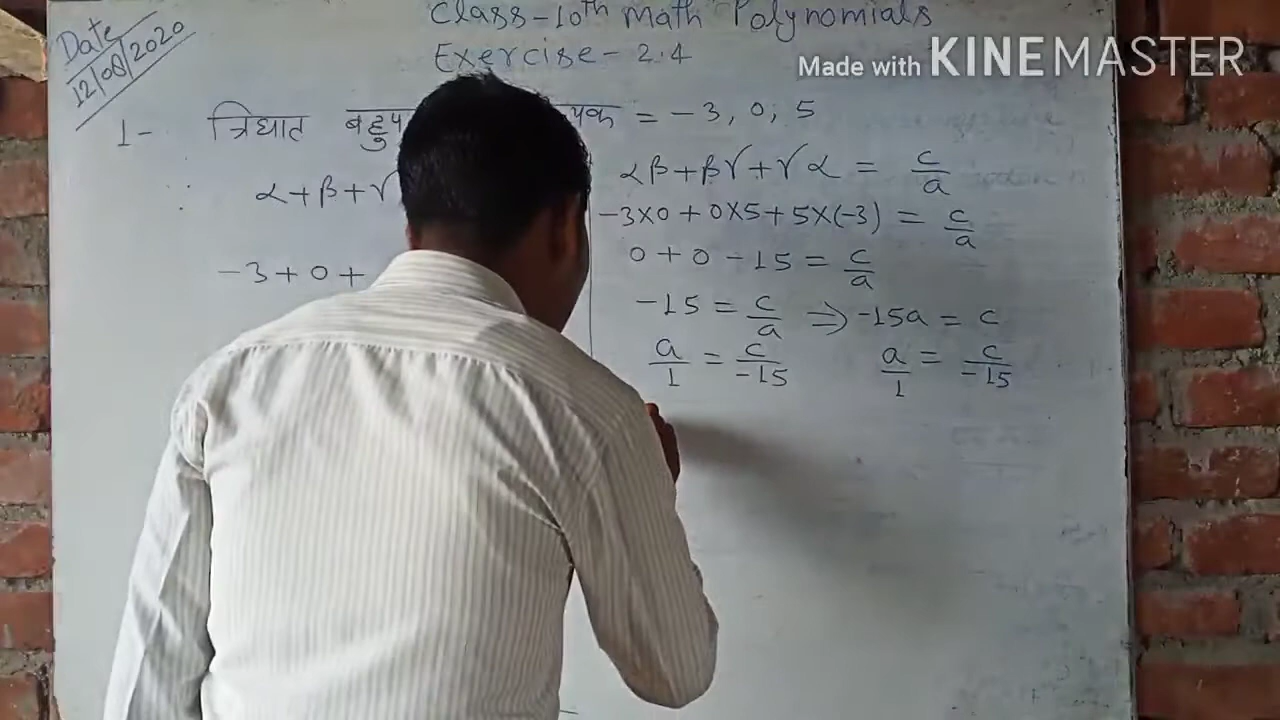 Date
12/08/2020
Class-10th Math Polynomials
Exercise - 2.4
Made with KINEMASTER
1- त्रिघात = -3, 0, 5
∵ α+β+γ
-3+0+
αβ+βγ+γα = c/a
-3×0+0×5+5×(-3) = c/a
0+0-15 = c/a
-15 = c/a ⇒ -15a = c
a/1 = c/-15 a/1 = c/-15